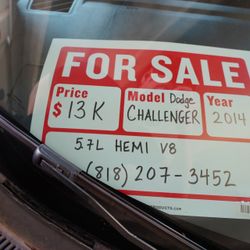 FOR SALE
Price Model Dodge Year
$13K CHALLENGER 2014
5.7L HEMI V8
(818) 207-3452